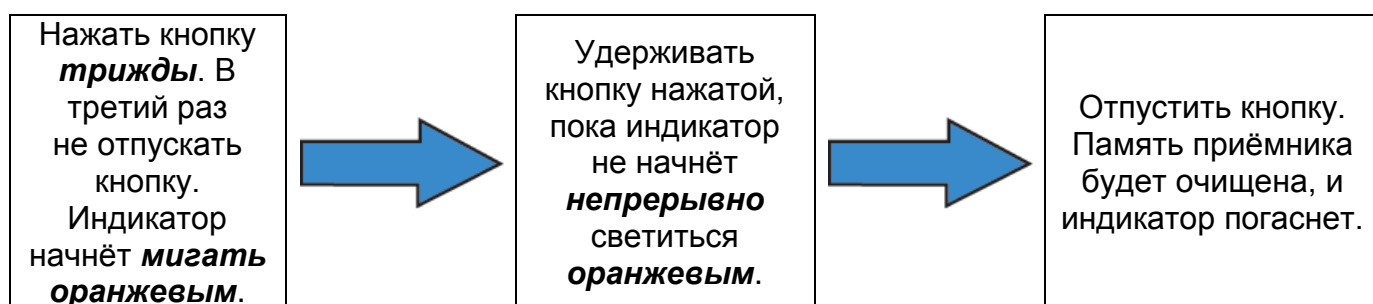 Нажать кнопку
трижды. В
третий раз
не отпускать
кнопку.
Индикатор
начнёт мигать
оранжевым.
Удерживать
кнопку нажатой,
пока индикатор
не начнёт
непрерывно
светиться
оранжевым.
Отпустить кнопку.
Память приёмника
будет очищена, и
индикатор погаснет.